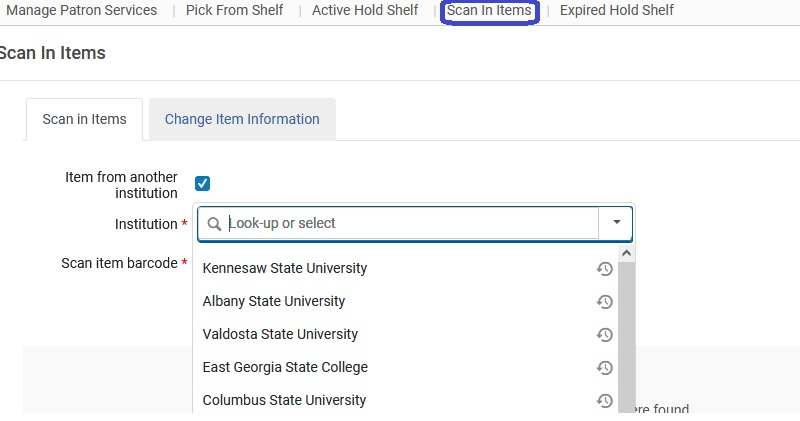 Manage Patron Services | Pick From Shelf | Active Hold Shelf | Scan In Items | Expired Hold Shelf
Scan In Items
Scan in Items Change Item Information
Item from another
institution
Institution *
Look-up or select
Scan item barcode *
Kennesaw State University
Albany State University
Valdosta State University
East Georgia State College
Columbus State University
found